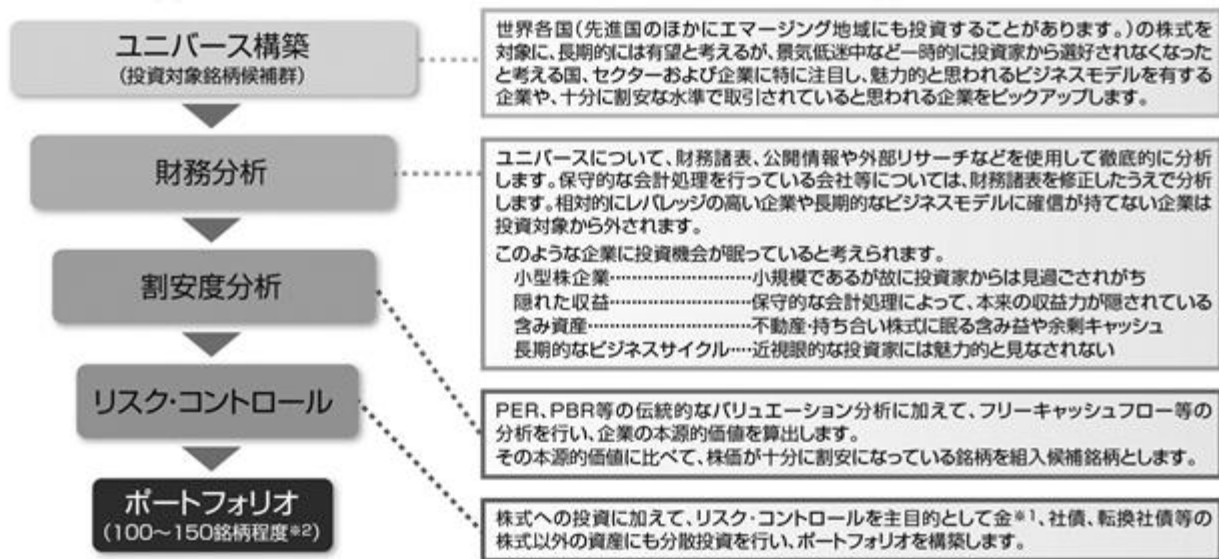 ユニバース構築
(投資対象銘柄候補群)
世界各国(先進国のほかにエマージング地域にも投資することがあります。)の株式を
対象に、長期的には有望と考えるが、景気低迷中など一時的に投資家から選好されなくなった
と考える国、セクターおよび企業に特に注目し、魅力的と思われるビジネスモデルを有する
企業や、十分に割安な水準で取引されていると思われる企業をピックアップします。
財務分析
ユニバースについて、財務諸表、公開情報や外部リサーチなどを使用して徹底的に分析
します。保守的な会計処理を行っている会社等については、財務諸表を修正したうえで分析
します。相対的にレバレッジの高い企業や長期的なビジネスモデルに確信が持てない企業は
投資対象から外されます。
このような企業に投資機会が眠っていると考えられます。
小型株企業…………………小規模であるが故に投資家からは見過ごされがち
隠れた収益…………………保守的な会計処理によって、本来の収益力が隠されている
含み資産……………………不動産・持ち合い株式に眠る含み益や余剰キャッシュ
長期的なビジネスサイクル……近視眼的な投資家には魅力的と見なされない
割安度分析
PER、PBR等の伝統的なバリュエーション分析に加えて、フリーキャッシュフロー等の
分析を行い、企業の本源的価値を算出します。
その本源的価値に比べて、株価が十分に割安になっている銘柄を組入候補銘柄とします。
リスク・コントロール
株式への投資に加えて、リスク・コントロールを主目的として金※1、社債、転換社債等の
株式以外の資産にも分散投資を行い、ポートフォリオを構築します。
ポートフォリオ
(100～150銘柄程度※2)